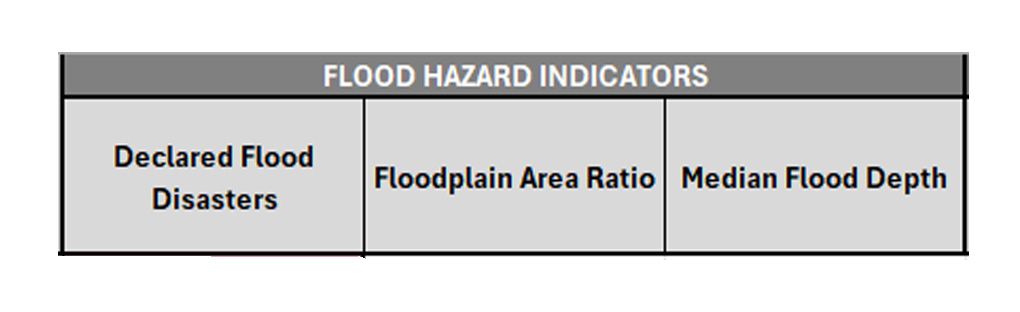 FLOOD HAZARD INDICATORS
Declared Flood
Disasters
Floodplain Area Ratio
Median Flood Depth